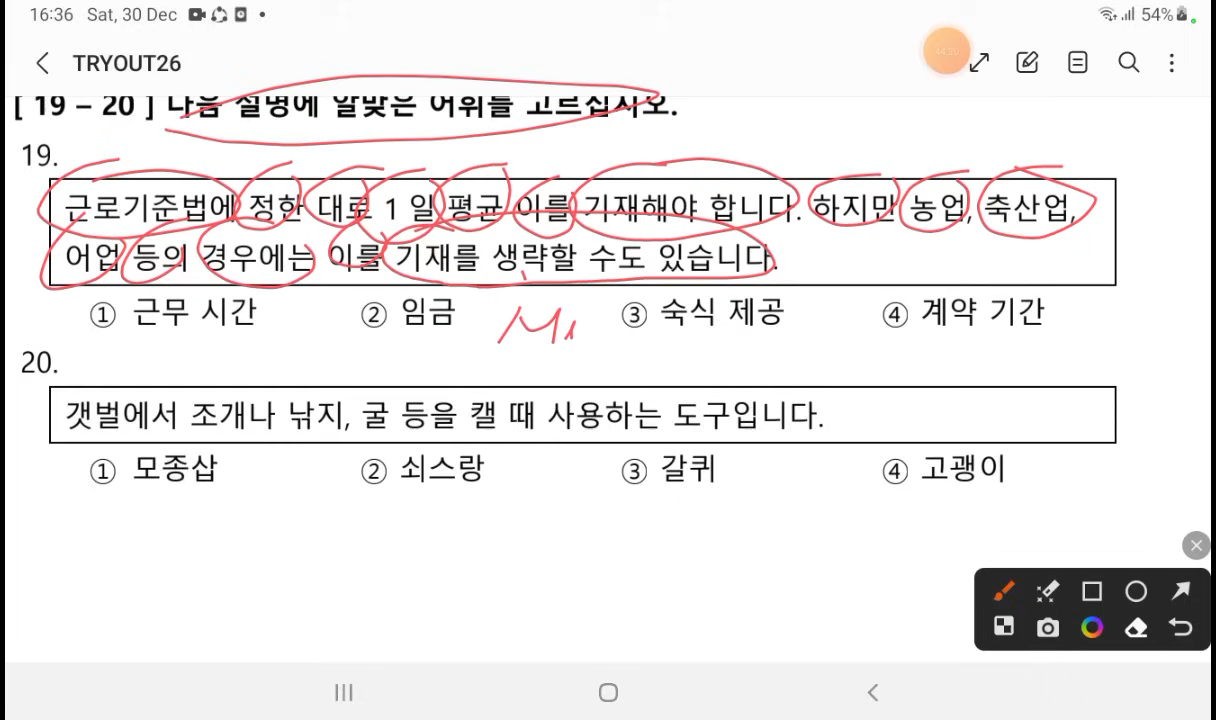 16:36 Sat, 30 Dec
54%
44:20
TRYOUT26
[ 19 – 20 ] 다음 설명에 알맞은 어휘를 고르십시오.
19.
근로기준법에 정한 대로 1 일 평균 이를 기재해야 합니다. 하지만 농업, 축산업,
어업 등의 경우에는 이를 기재를 생략할 수도 있습니다.
① 근무 시간 ② 임금 ③ 숙식 제공 ④ 계약 기간
20.
갯벌에서 조개나 낚지, 굴 등을 캘 때 사용하는 도구입니다.
① 모종삽 ② 쇠스랑 ③ 갈퀴 ④ 고괭이